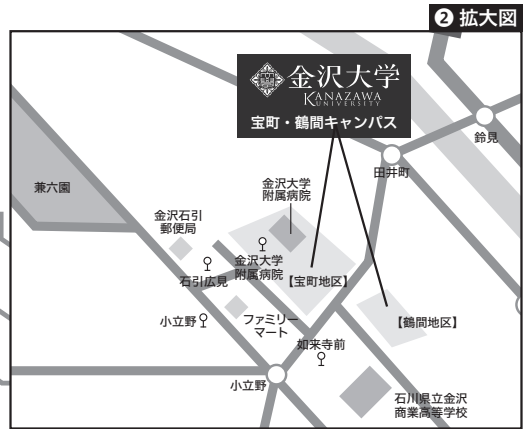 ❷ 拡大図
金沢大学
KANAZAWA
UNIVERSITY
宝町・鶴間キャンパス
鈴見
田井町
兼六園
金沢大学
附属病院
金沢石引
郵便局
金沢大学
附属病院
石引広見
【宝町地区】
小立野
ファミリー
マート
【鶴間地区】
如来寺前
小立野
石川県立金沢
商業高等学校